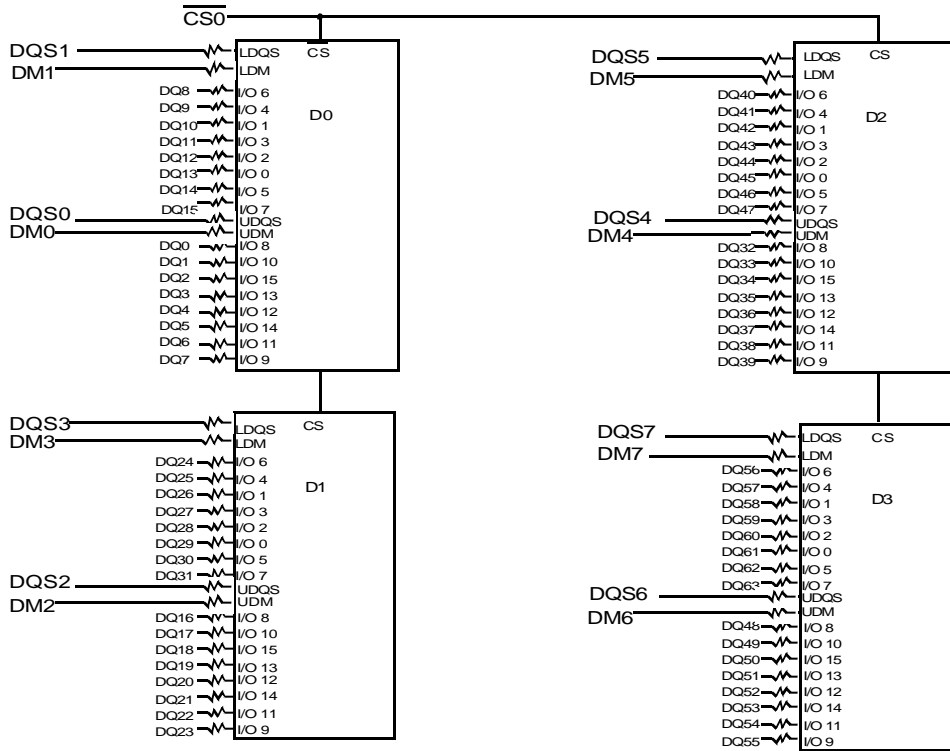 CS0
DQS1 LDQS CS
DM1 LDM
DQ8 I/O 6
DQ9 I/O 4
D0
DQ10 I/O 1
DQ11 I/O 3
DQ12 I/O 2
DQ13 I/O 0
DQ14 I/O 5
DQ15 I/O 7
DQS0 UDQS
DM0 UDM
DQ0 I/O 8
DQ1 I/O 10
DQ2 I/O 15
DQ3 I/O 13
DQ4 I/O 12
DQ5 I/O 14
DQ6 I/O 11
DQ7 I/O 9
DQS3 LDQS CS
DM3 LDM
DQ24 I/O 6
DQ25 I/O 4
D1
DQ26 I/O 1
DQ27 I/O 3
DQ28 I/O 2
DQ29 I/O 0
DQ30 I/O 5
DQ31 I/O 7
DQS2 UDQS
DM2 UDM
DQ16 I/O 8
DQ17 I/O 10
DQ18 I/O 15
DQ19 I/O 13
DQ20 I/O 12
DQ21 I/O 14
DQ22 I/O 11
DQ23 I/O 9
DQS5 LDQS CS
DM5 LDM
DQ40 I/O 6
DQ41 I/O 4
D2
DQ42 I/O 1
DQ43 I/O 3
DQ44 I/O 2
DQ45 I/O 0
DQ46 I/O 5
DQ47 I/O 7
DQS4 UDQS
DM4 UDM
DQ32 I/O 8
DQ33 I/O 10
DQ34 I/O 15
DQ35 I/O 13
DQ36 I/O 12
DQ37 I/O 14
DQ38 I/O 11
DQ39 I/O 9
DQS7 LDQS CS
DM7 LDM
DQ56 I/O 6
DQ57 I/O 4
D3
DQ58 I/O 1
DQ59 I/O 3
DQ60 I/O 2
DQ61 I/O 0
DQ62 I/O 5
DQ63 I/O 7
DQS6 UDQS
DM6 UDM
DQ48 I/O 8
DQ49 I/O 10
DQ50 I/O 15
DQ51 I/O 13
DQ52 I/O 12
DQ53 I/O 14
DQ54 I/O 11
DQ55 I/O 9